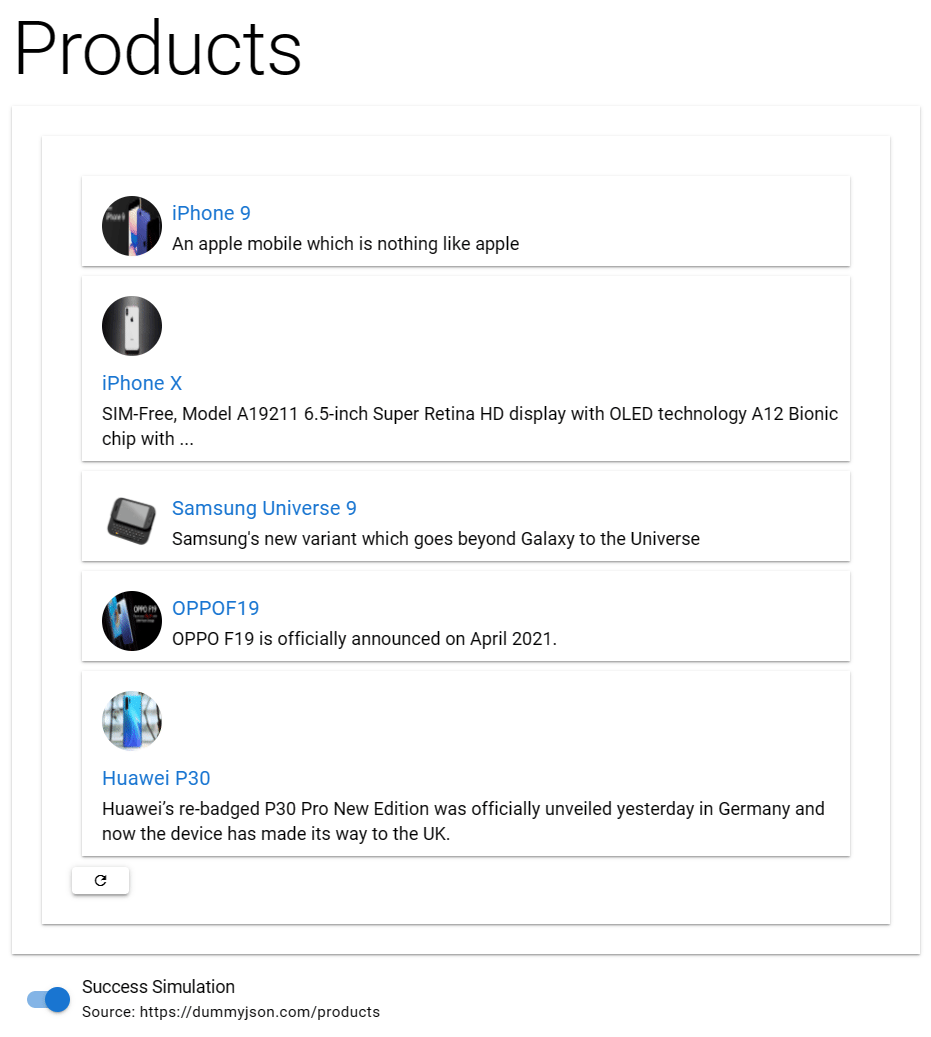 Products
iPhone 9
An apple mobile which is nothing like apple
iPhone X
SIM-Free, Model A19211 6.5-inch Super Retina HD display with OLED technology A12 Bionic
chip with ...
Samsung Universe 9
Samsung's new variant which goes beyond Galaxy to the Universe
OPPO F19
OPPOF19
OPPO F19 is officially announced on April 2021.
Huawei P30
Huawei’s re-badged P30 Pro New Edition was officially unveiled yesterday in Germany and
now the device has made its way to the UK.
Success Simulation
Source: https://dummyjson.com/products